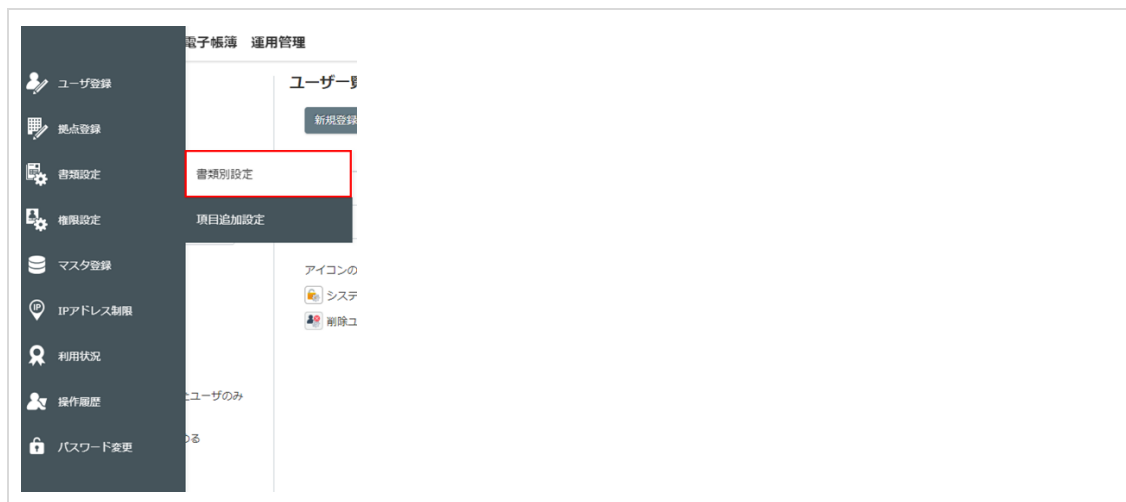 電子帳簿 運用管理
ユーザ登録
拠点登録
書類設定
権限設定
マスタ登録
IPアドレス制限
利用状況
操作履歴
パスワード変更
書類別設定
項目追加設定
ユーザー
新規登録
アイコンの
システ
削除ユ
ユーザのみ
める